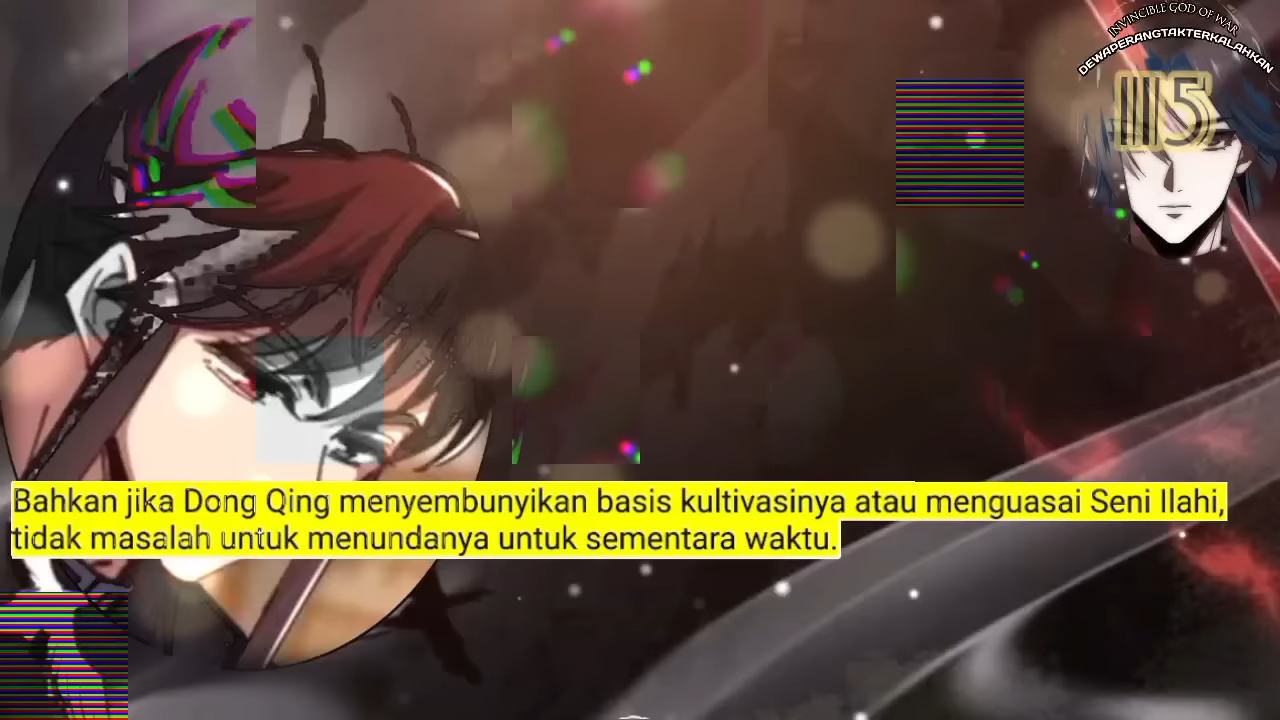 INVINCIBLE GOD OF WAR
DEWAPERANGTAKTERKALAHKAN
115
Bahkan jika Dong Qing menyembunyikan basis kultivasinya atau menguasai Seni Ilahi,
tidak masalah untuk menundanya untuk sementara waktu.